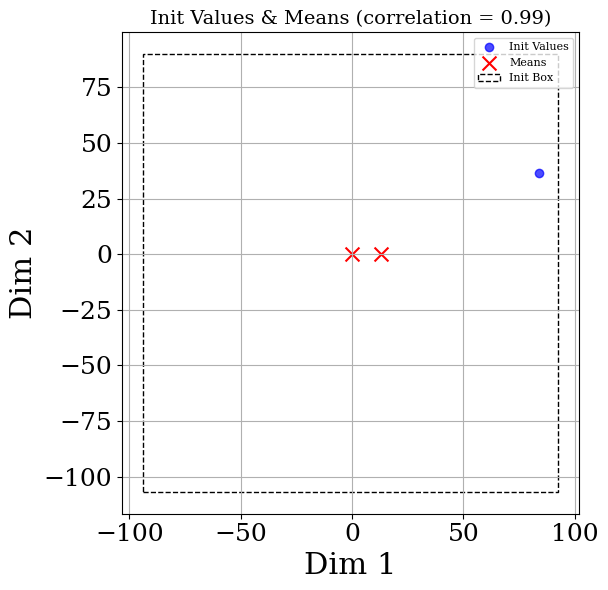 Init Values & Means (correlation = 0.99)
Init Values
Means
Init Box
75
50
25
0
−25
−50
−75
−100
Dim 2
−100 −50 0 50 100
Dim 1